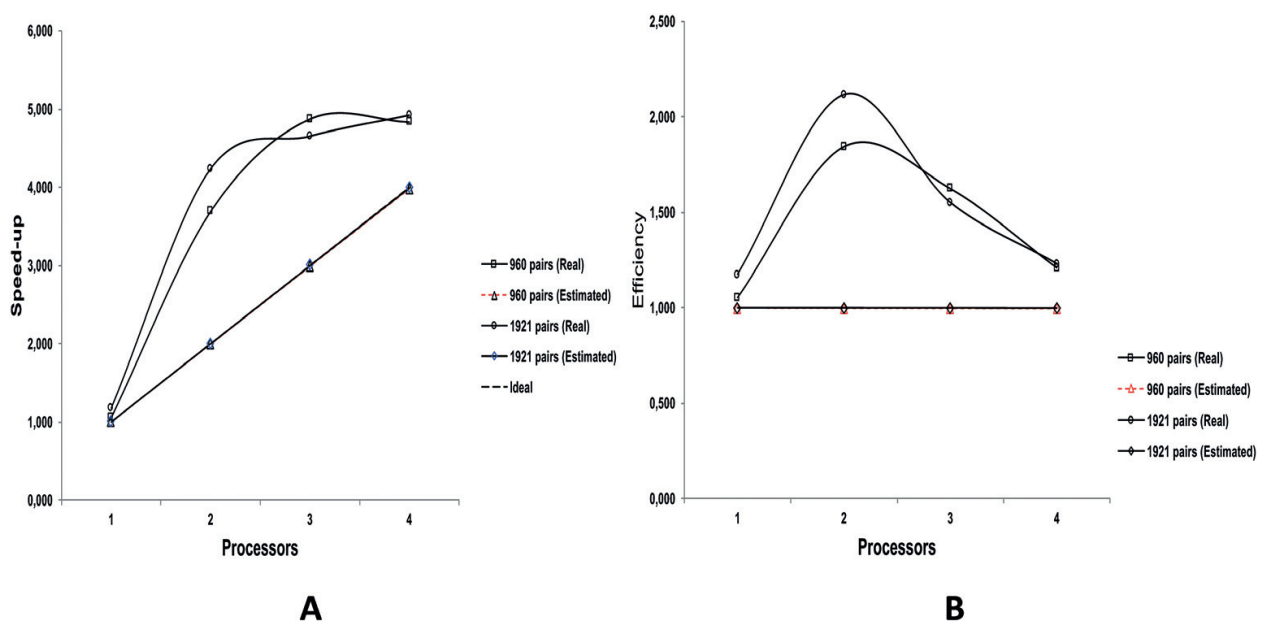 6,000
5,000
4,000
3,000
2,000
1,000
0,000
Speed-up
1 2 3 4
Processors
960 pairs (Real)
960 pairs (Estimated)
1921 pairs (Real)
1921 pairs (Estimated)
Ideal
A
2,500
2,000
1,500
1,000
0,500
0,000
Efficiency
1 2 3 4
Processors
960 pairs (Real)
960 pairs (Estimated)
1921 pairs (Real)
1921 pairs (Estimated)
B